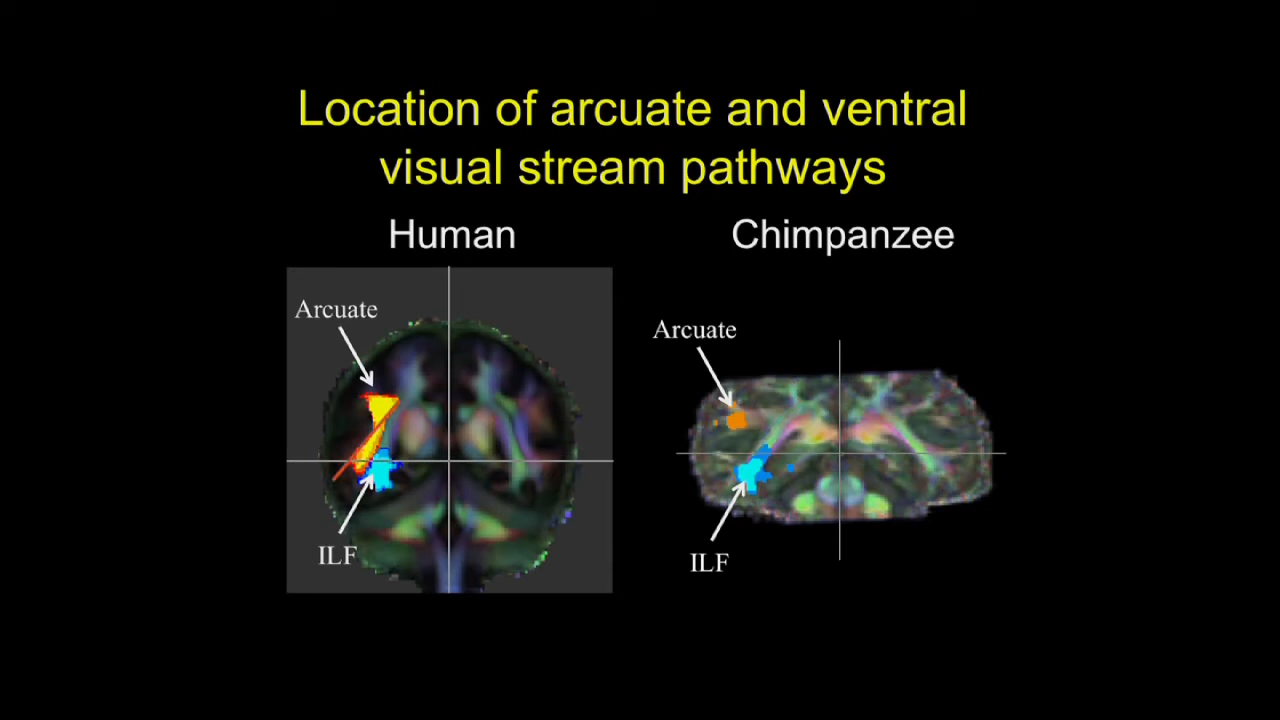 Location of arcuate and ventral
visual stream pathways
Human
Chimpanzee
Arcuate
Arcuate
ILF
ILF